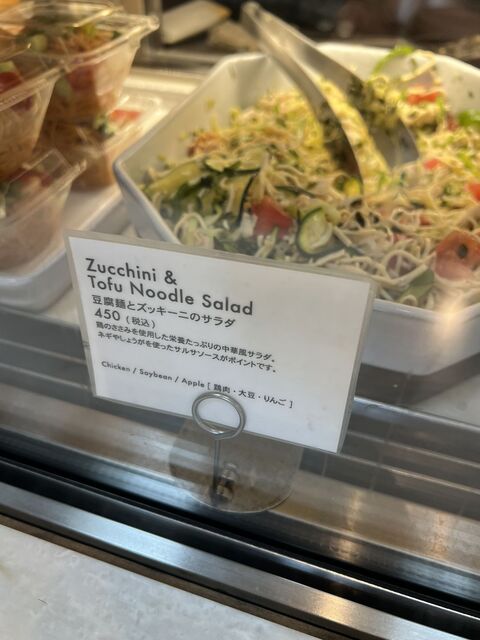 Zucchini &
Tofu Noodle Salad
豆腐麺とズッキーニのサラダ
450 (税込)
鶏のささみを使用した栄養たっぷりの中華風サラダ。
ネギやしょうがを使ったサルサソースがポイントです。
Chicken / Soybean / Apple [ 鶏肉・大豆・りんご ]